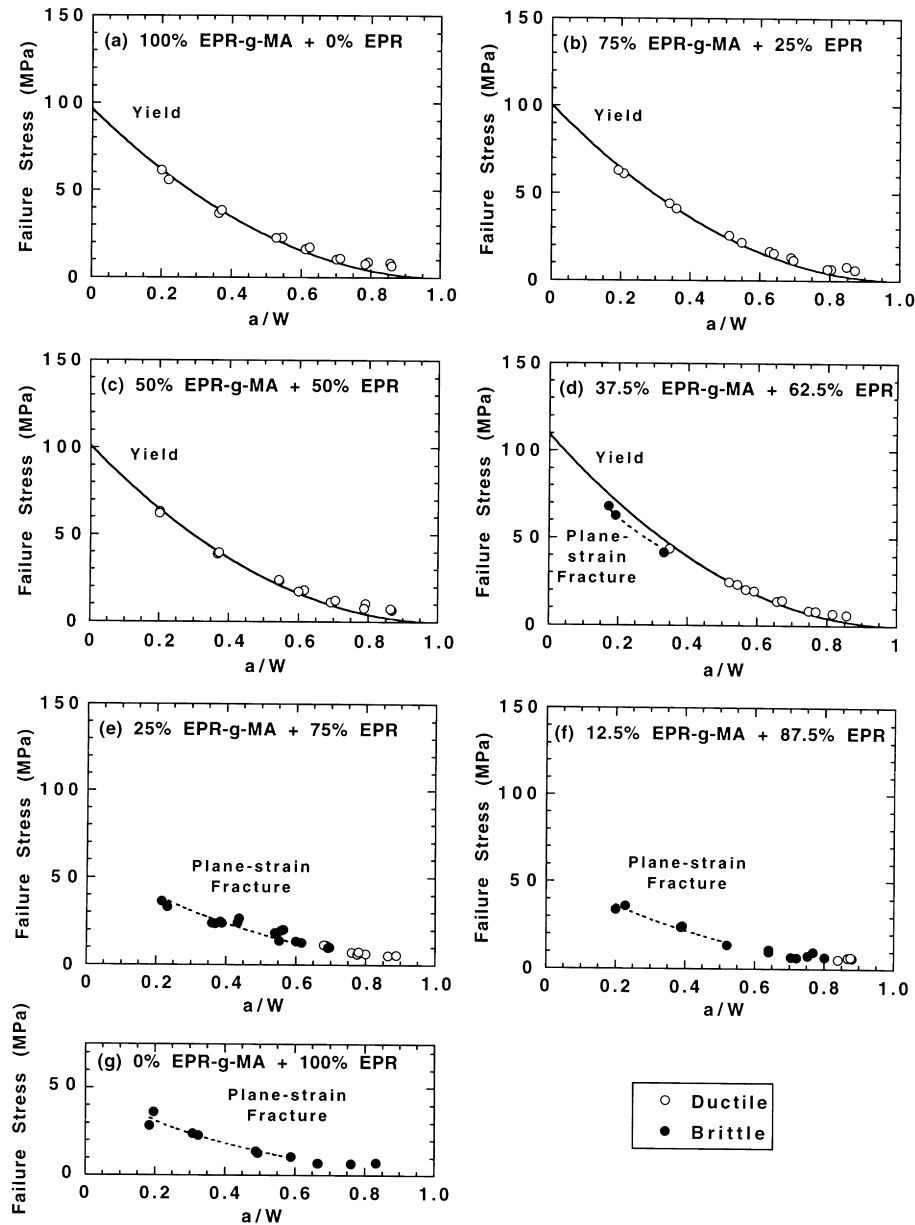 (a) 100% EPR-g-MA + 0% EPR
Yield
Failure Stress (MPa)
150
100
50
0
0 0.2 0.4 0.6 0.8 1.0
a/W
(b) 75% EPR-g-MA + 25% EPR
Yield
Failure Stress (MPa)
150
100
50
0
0 0.2 0.4 0.6 0.8 1.0
a/W
(c) 50% EPR-g-MA + 50% EPR
Yield
Failure Stress (MPa)
150
100
50
0
0 0.2 0.4 0.6 0.8 1.0
a/W
(d) 37.5% EPR-g-MA + 62.5% EPR
Yield
Plane-
strain
Fracture
Failure Stress (MPa)
150
100
50
0
0 0.2 0.4 0.6 0.8 1.0
a/W
(e) 25% EPR-g-MA + 75% EPR
Plane-strain
Fracture
Failure Stress (MPa)
150
100
50
0
0 0.2 0.4 0.6 0.8 1.0
a/W
(f) 12.5% EPR-g-MA + 87.5% EPR
Plane-strain
Fracture
Failure Stress (MPa)
150
100
50
0
0 0.2 0.4 0.6 0.8 1.0
a/W
(g) 0% EPR-g-MA + 100% EPR
Plane-strain
Fracture
Failure Stress (MPa)
50
0
0 0.2 0.4 0.6 0.8 1.0
a/W
Ductile
Brittle